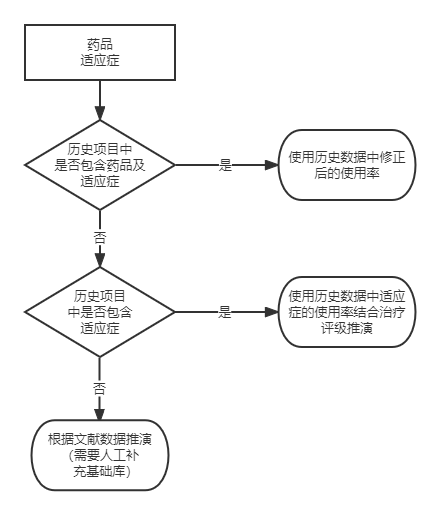 药品
适应症
历史项目中
是否包含药品及
适应症
是
使用历史数据中修正
后的使用率
否
历史项目
中是否包含
适应症
是
使用历史数据中适应
症的使用率结合治疗
评级推演
否
根据文献数据推演
（需要人工补
充基础库）